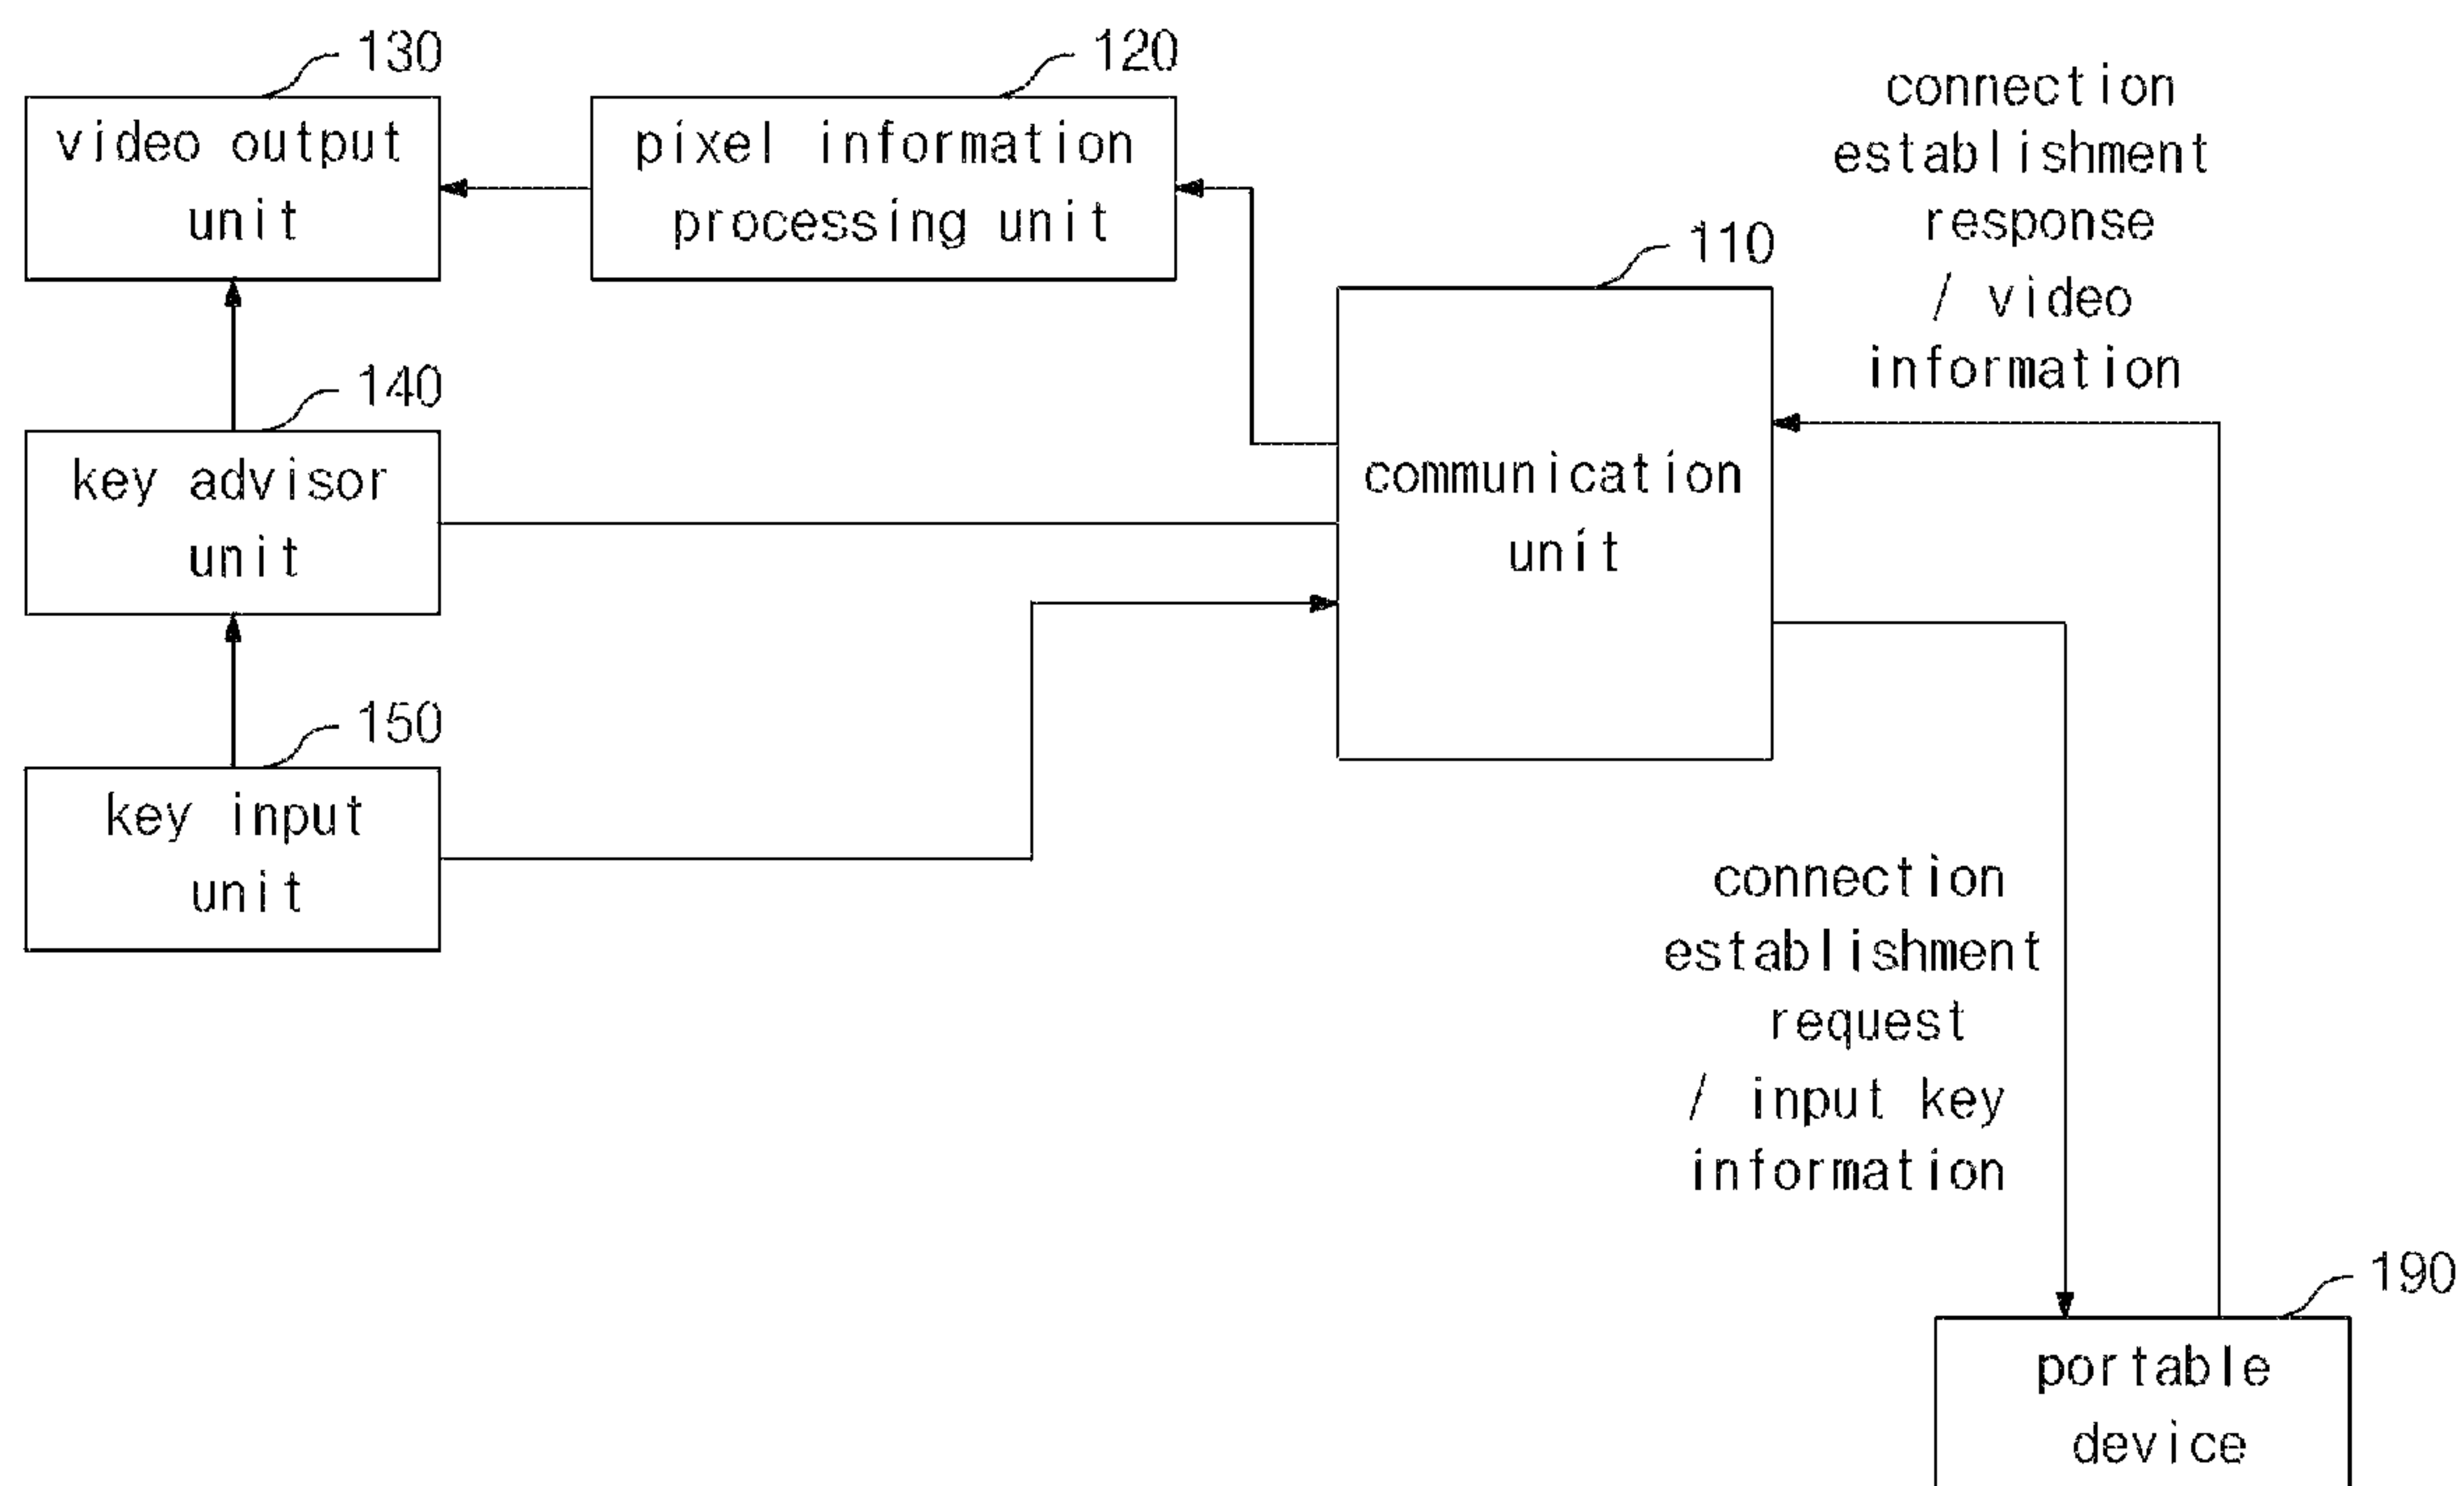 130
video output
unit
120
pixel information
processing unit
connection
establishment
response
/ video
information
110
communication
unit
140
key advisor
unit
150
key input
unit
connection
establishment
request
/ input key
information
190
portable
device